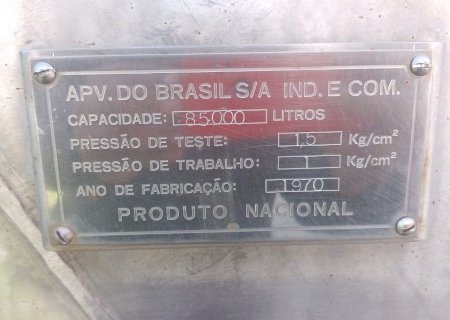 APV. DO BRASIL S/A IND. E COM.
CAPACIDADE: 85000 LITROS
PRESSÃO DE TESTE: 1,5 Kg/cm²
PRESSÃO DE TRABALHO: 1 Kg/cm²
ANO DE FABRICAÇÃO: 1970
PRODUTO NACIONAL